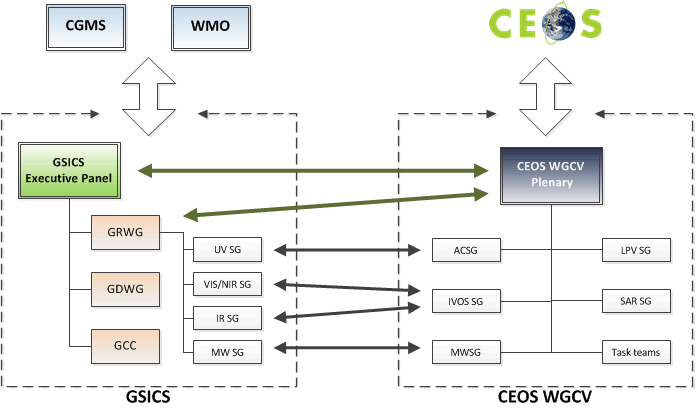 CGMS
WMO
CEOS
GSICS
Executive Panel
CEOS WGCV
Plenary
GRWG
UV SG
ACSG
LPV SG
VIS/NIR SG
GDWG
IVOS SG
SAR SG
IR SG
GCC
MW SG
MWSG
Task teams
GSICS
CEOS WGCV